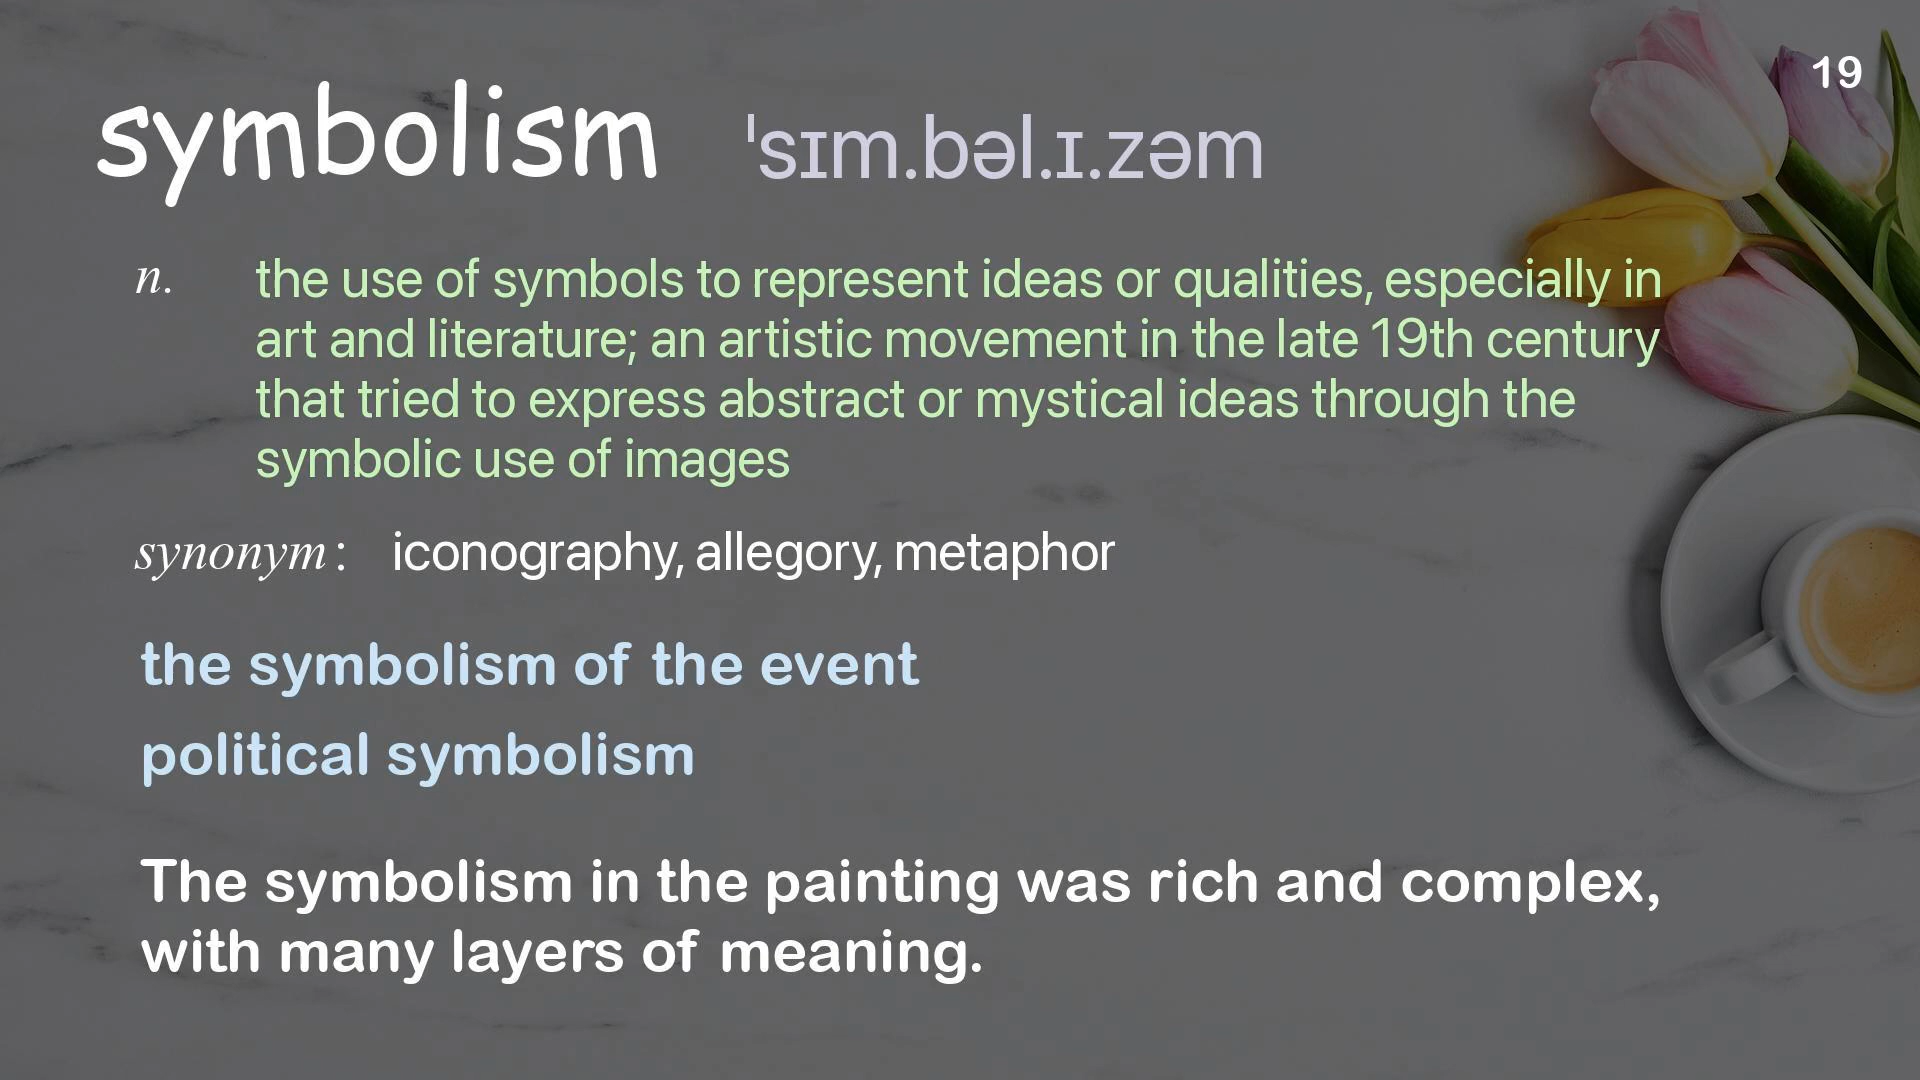 19
symbolism ˈsɪm.bəl.ɪ.zəm
n. the use of symbols to represent ideas or qualities, especially in
art and literature; an artistic movement in the late 19th century
that tried to express abstract or mystical ideas through the
symbolic use of images
synonym : iconography, allegory, metaphor
the symbolism of the event
political symbolism
The symbolism in the painting was rich and complex,
with many layers of meaning.